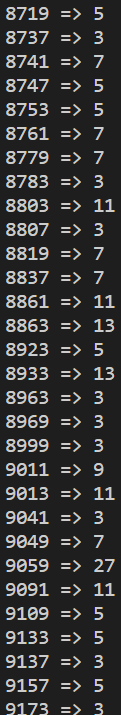 8719 => 5
8737 => 3
8741 => 7
8747 => 5
8753 => 5
8761 => 7
8779 => 7
8783 => 3
8803 => 11
8807 => 3
8819 => 7
8837 => 7
8861 => 11
8863 => 13
8923 => 5
8933 => 13
8963 => 3
8969 => 3
8999 => 3
9011 => 9
9013 => 11
9041 => 3
9049 => 7
9059 => 27
9091 => 11
9109 => 5
9133 => 5
9137 => 3
9157 => 5
9173 => 3